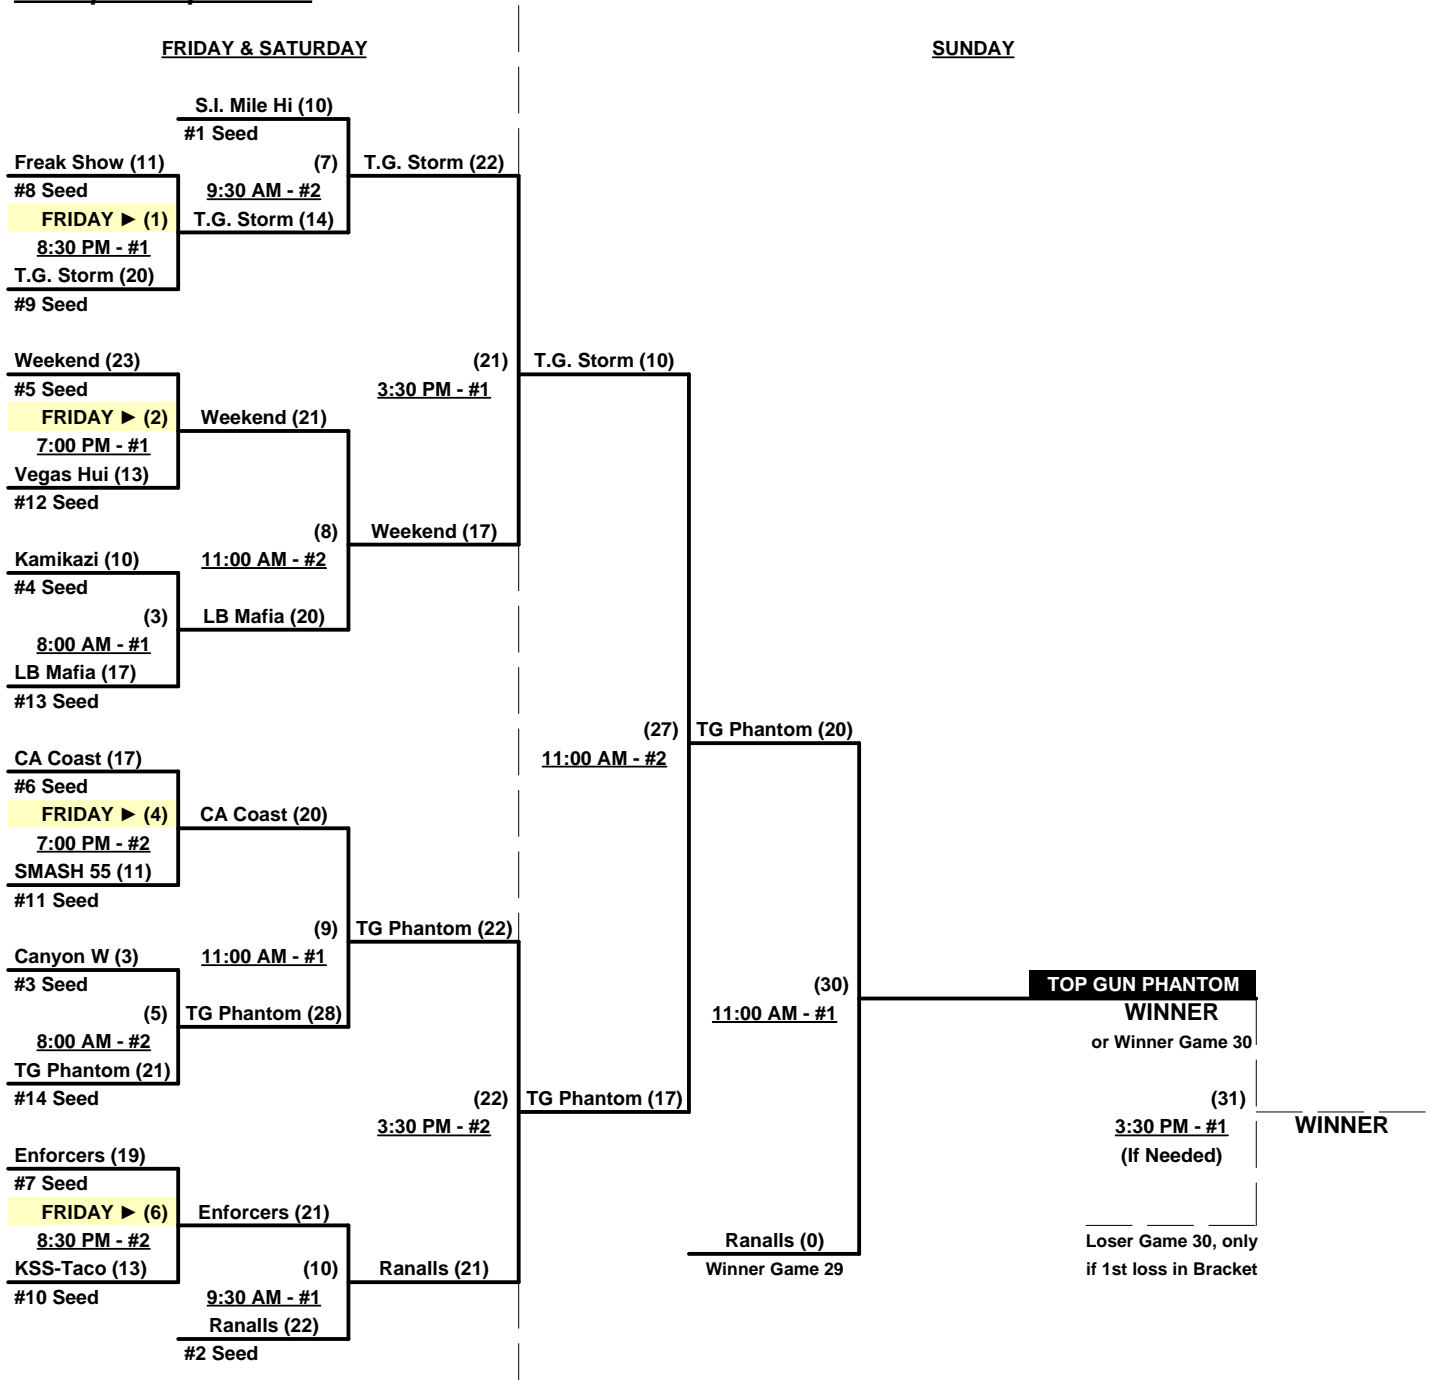 FRIDAY & SATURDAY
SUNDAY
S.I. Mile Hi (10)
#1 Seed
Freak Show (11)
(7)
T.G. Storm (22)
#8 Seed
9:30 AM - #2
FRIDAY ► (1)
T.G. Storm (14)
8:30 PM - #1
T.G. Storm (20)
#9 Seed
Weekend (23)
(21)
T.G. Storm (10)
#5 Seed
3:30 PM - #1
FRIDAY ► (2)
Weekend (21)
7:00 PM - #1
Vegas Hui (13)
#12 Seed
(8)
Weekend (17)
Kamikazi (10)
11:00 AM - #2
#4 Seed
(3)
LB Mafia (20)
8:00 AM - #1
LB Mafia (17)
#13 Seed
(27)
TG Phantom (20)
CA Coast (17)
11:00 AM - #2
#6 Seed
FRIDAY ► (4)
CA Coast (20)
7:00 PM - #2
SMASH 55 (11)
#11 Seed
(9)
TG Phantom (22)
Canyon W (3)
11:00 AM - #1
#3 Seed
(30)
TOP GUN PHANTOM
(5)
TG Phantom (28)
11:00 AM - #1
WINNER
8:00 AM - #2
or Winner Game 30
TG Phantom (21)
#14 Seed
(22)
TG Phantom (17)
(31)
3:30 PM - #2
3:30 PM - #1
WINNER
Enforcers (19)
(If Needed)
#7 Seed
FRIDAY ► (6)
Enforcers (21)
8:30 PM - #2
Ranalls (0)
Loser Game 30, only
KSS-Taco (13)
(10)
Ranalls (21)
Winner Game 29
if 1st loss in Bracket
#10 Seed
9:30 AM - #1
Ranalls (22)
#2 Seed